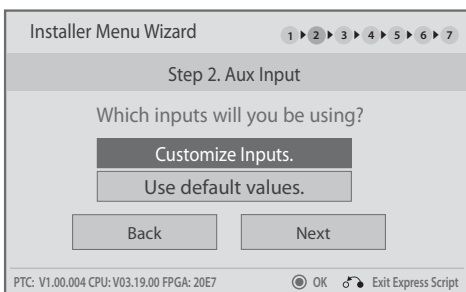 Installer Menu Wizard 1 2 3 4 5 6 7
Step 2. Aux Input
Which inputs will you be using?
Customize Inputs.
Use default values.
Back Next
PTC: V1.00.004 CPU: V03.19.00 FPGA: 20E7 OK Exit Express Script